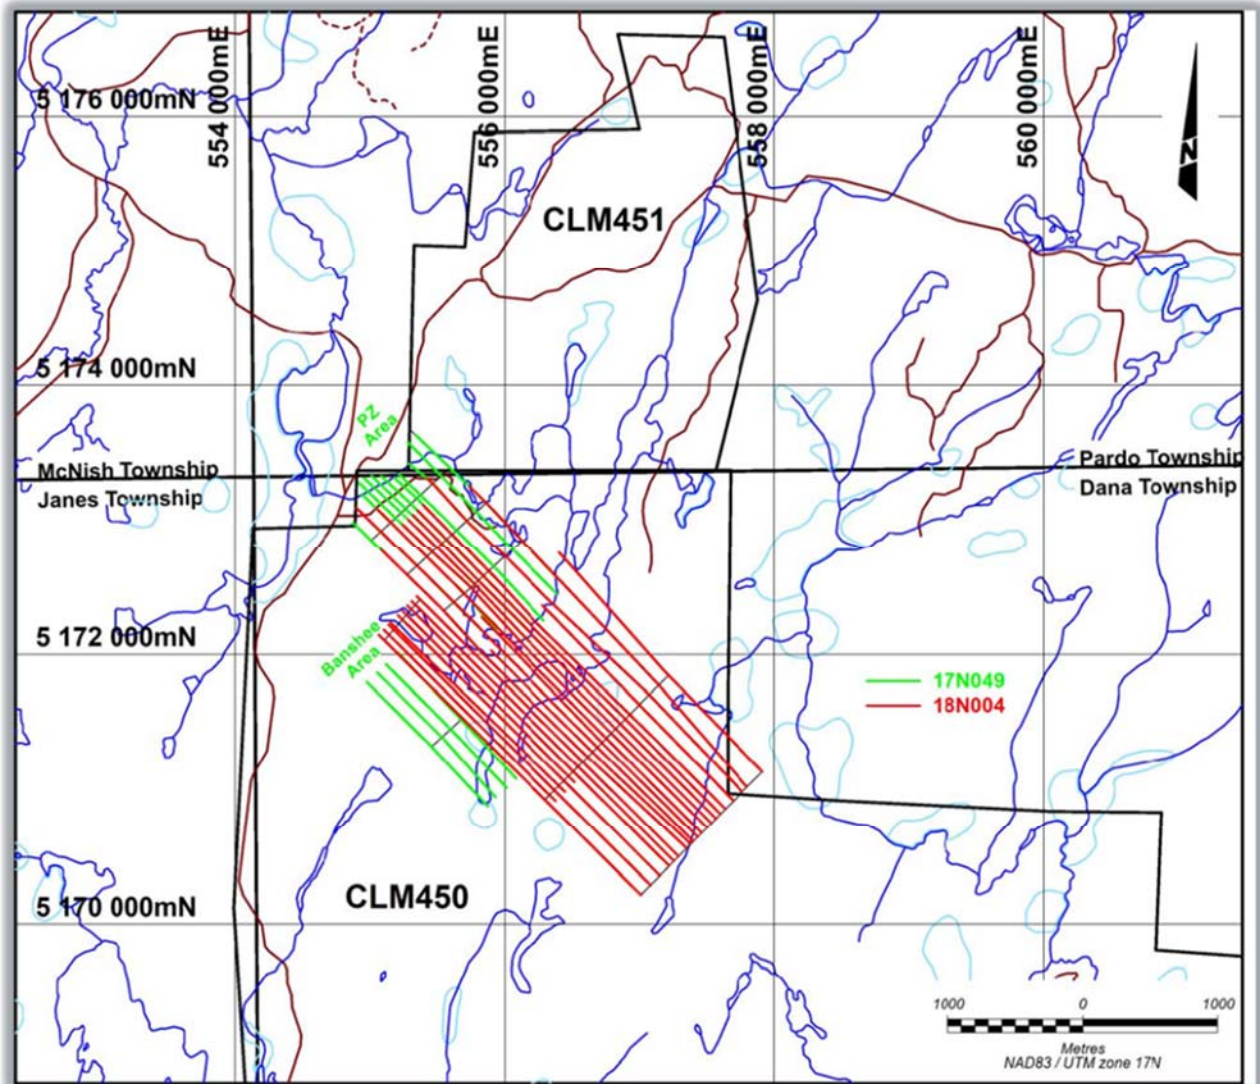 554 000mE
556 000mE
558 000mE
560 000mE
5 176 000mN
N
CLM451
5 174 000mN
PZ
Area
McNish Township
Janes Township
Pardo Township
Dana Township
5 172 000mN
Banshee
Area
17N049
18N004
CLM450
5 170 000mN
1000
0
1000
Metres
NAD83 / UTM zone 17N